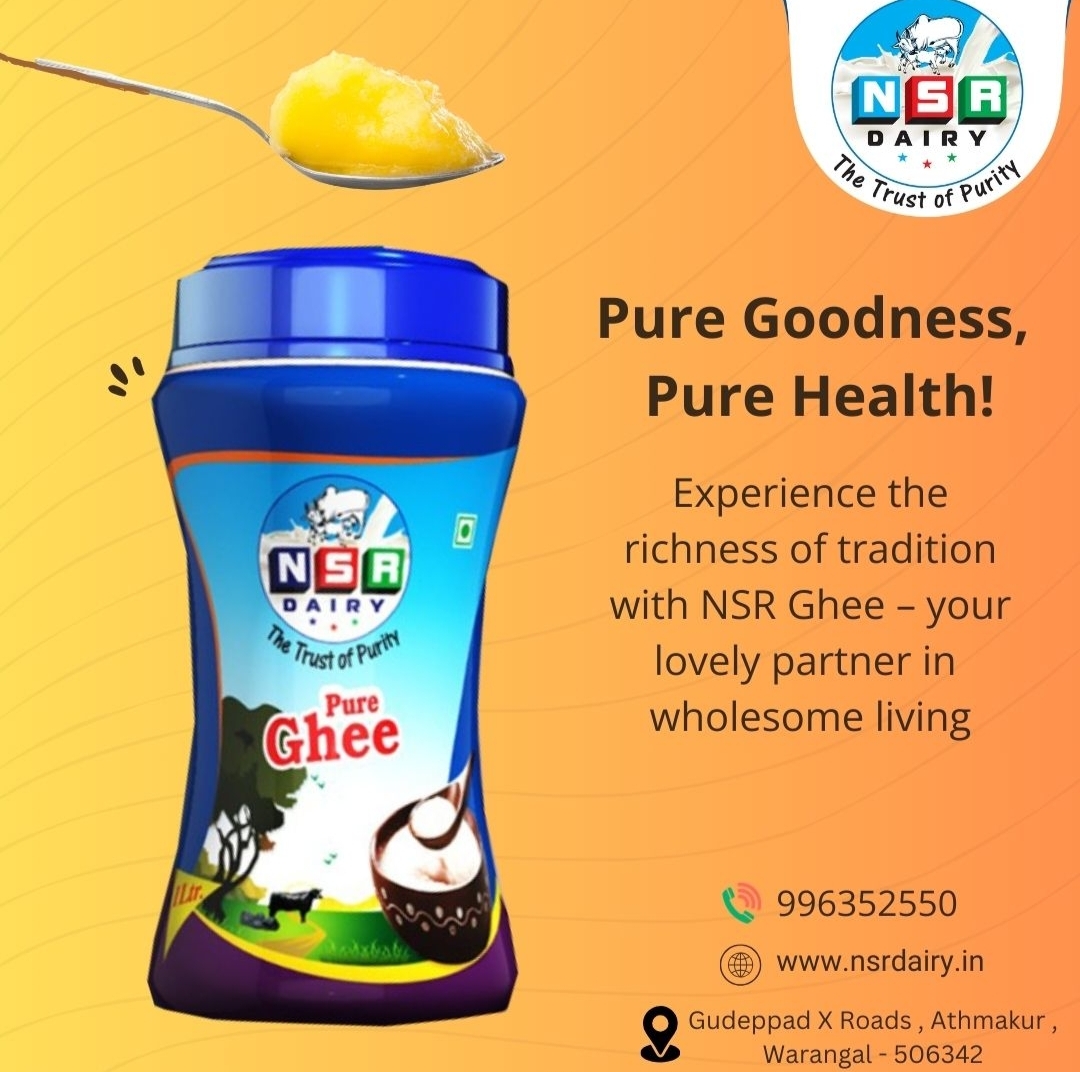 NSR
DAIRY
The Trust of Purity
Pure Goodness,
Pure Health!
Experience the
richness of tradition
with NSR Ghee – your
lovely partner in
wholesome living
NSR
DAIRY
The Trust of Purity
Pure
Ghee
1Ltr.
996352550
www.nsrdairy.in
Gudeppad X Roads , Athmakur ,
Warangal - 506342